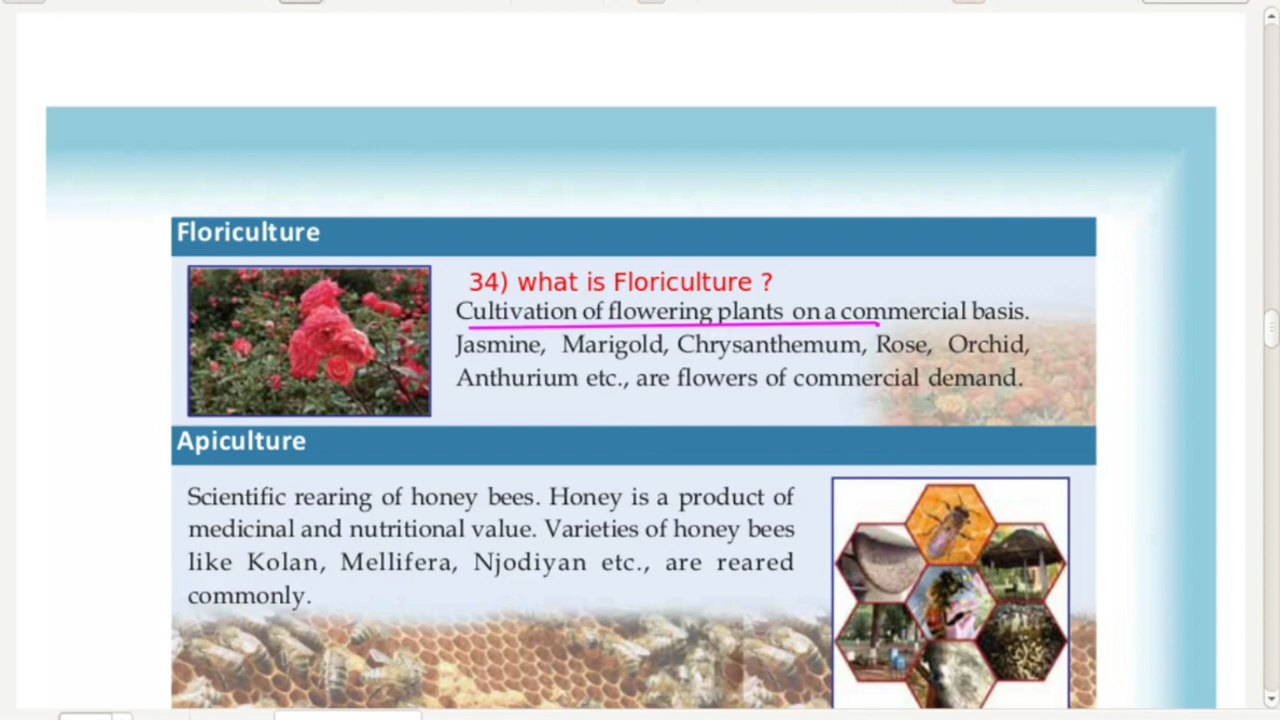 Floriculture
34) what is Floriculture ?
Cultivation of flowering plants on a commercial basis.
Jasmine, Marigold, Chrysanthemum, Rose, Orchid,
Anthurium etc., are flowers of commercial demand.
Apiculture
Scientific rearing of honey bees. Honey is a product of
medicinal and nutritional value. Varieties of honey bees
like Kolan, Mellifera, Njodiyan etc., are reared
commonly.